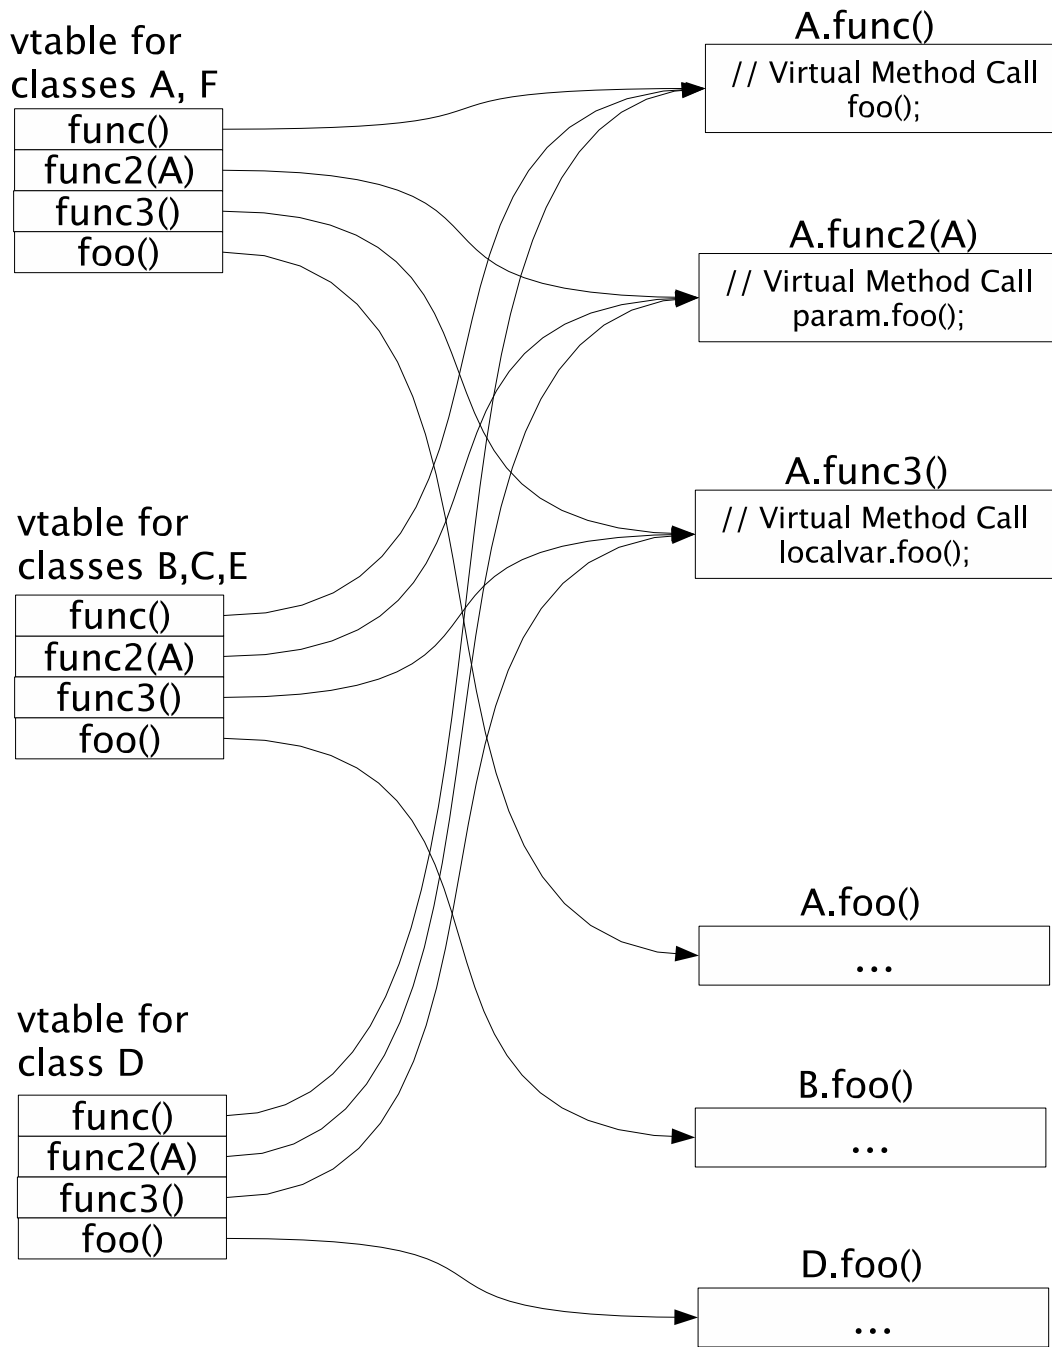 vtable for
classes A, F
func()
func2(A)
func3()
foo()
vtable for
classes B,C,E
func()
func2(A)
func3()
foo()
vtable for
class D
func()
func2(A)
func3()
foo()
A.func()
// Virtual Method Call
foo();
A.func2(A)
// Virtual Method Call
param.foo();
A.func3()
// Virtual Method Call
localvar.foo();
A.foo()
...
B.foo()
...
D.foo()
...